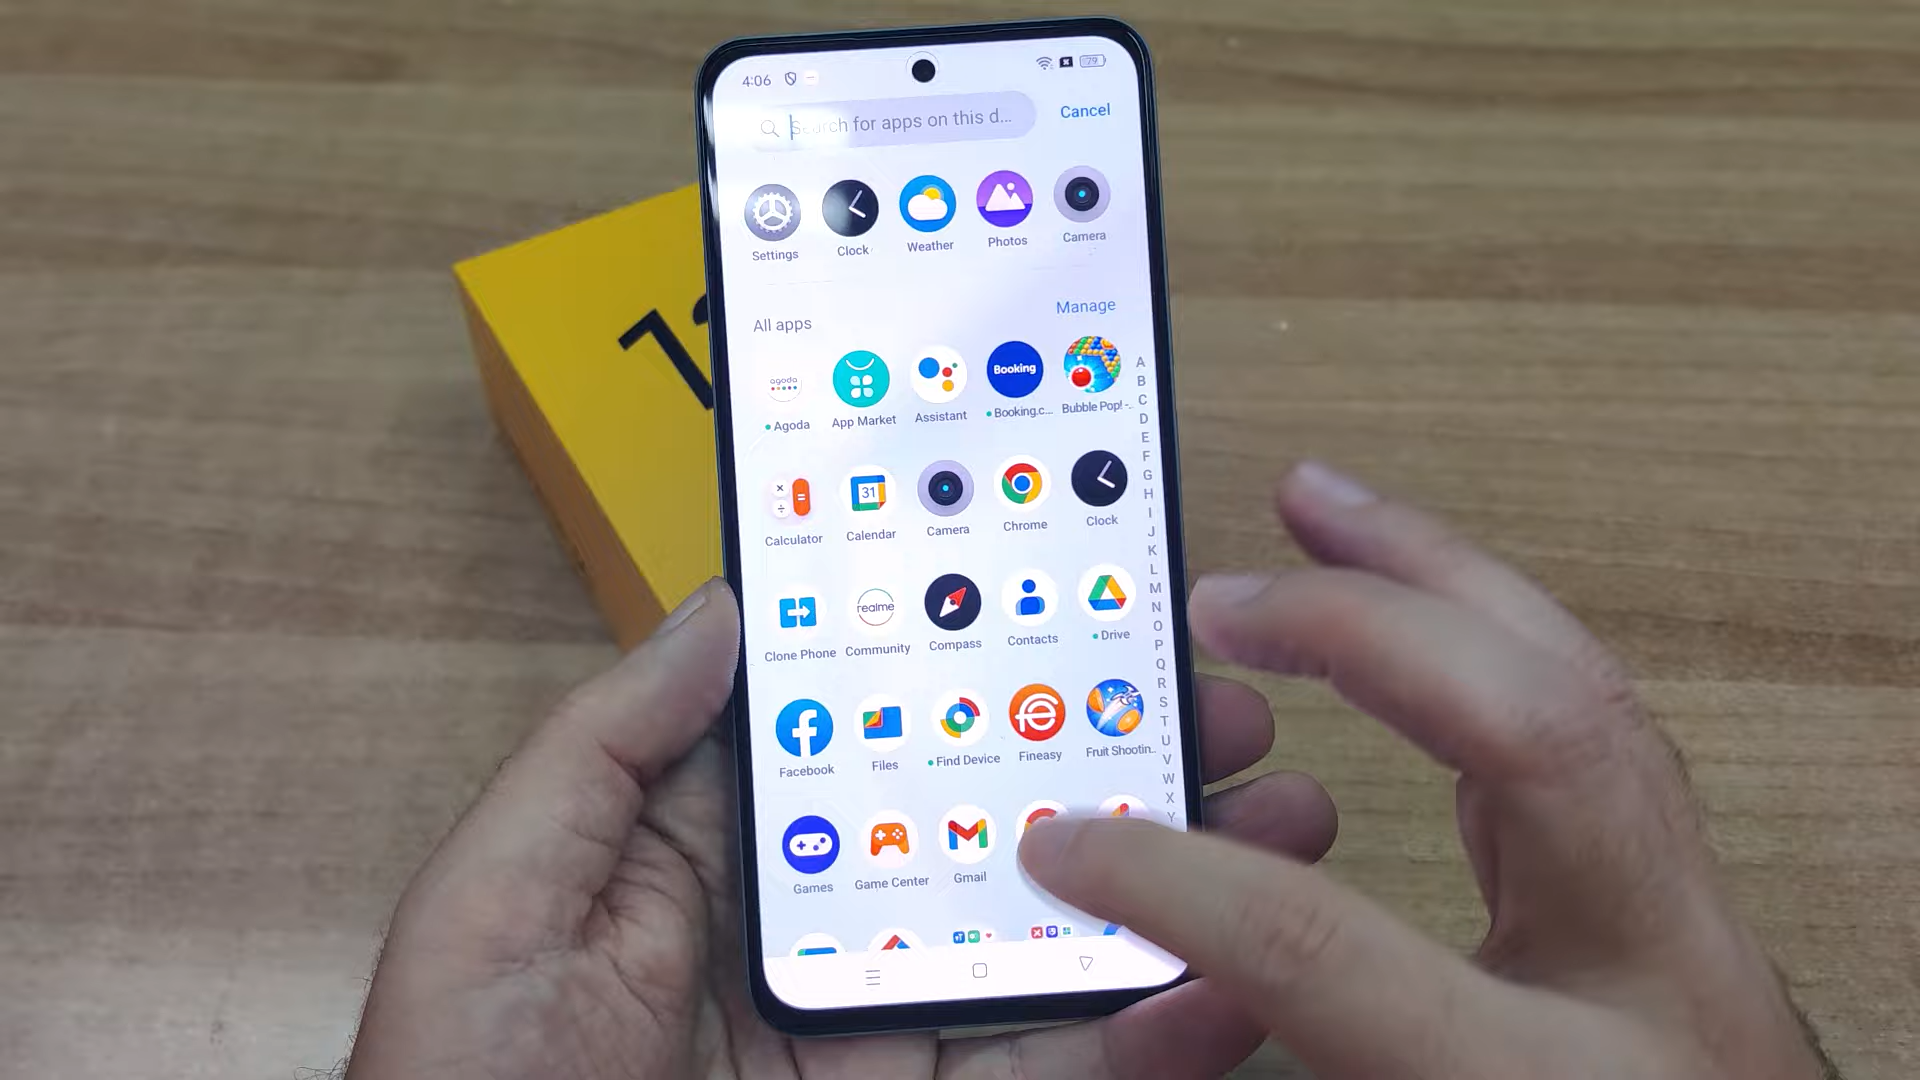 4:06
79
Search for apps on this d...
Cancel
Settings
Clock
Weather
Photos
Camera
All apps
Manage
agoda
Booking
Agoda
App Market
Assistant
Booking.c...
Bubble Pop! -..
31
Calculator
Calendar
Camera
Chrome
Clock
realme
Clone Phone
Community
Compass
Contacts
Drive
Facebook
Files
Find Device
Fineasy
Fruit Shootin..
Games
Game Center
Gmail
A
B
C
D
E
F
G
H
I
J
K
L
M
N
O
P
Q
R
S
T
U
V
W
X
Y